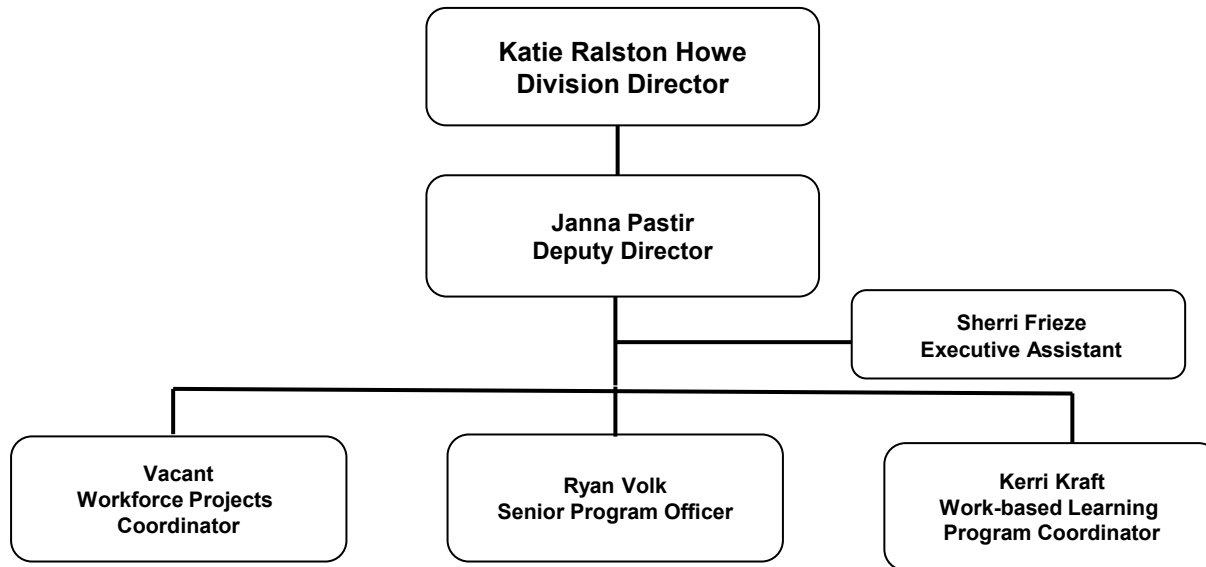 Katie Ralston Howe
Division Director
Janna Pastir
Deputy Director
Sherri Frieze
Executive Assistant
Vacant
Workforce Projects
Coordinator
Ryan Volk
Senior Program Officer
Kerri Kraft
Work-based Learning
Program Coordinator